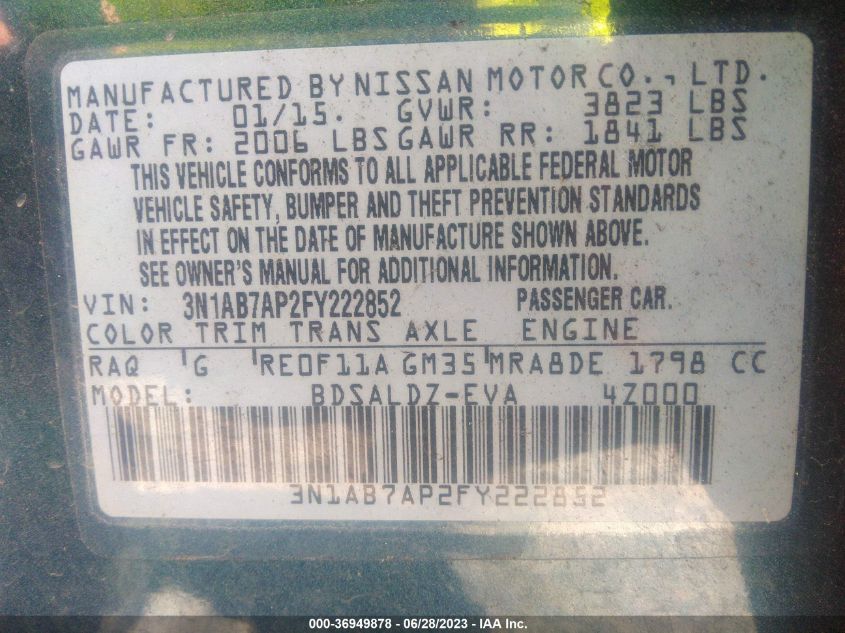 MANUFACTURED BY NISSAN MOTOR CO., LTD.
DATE: 01/15. GVWR: 3823 LBS
GAWR FR: 2006 LBS GAWR RR: 1841 LBS
THIS VEHICLE CONFORMS TO ALL APPLICABLE FEDERAL MOTOR
VEHICLE SAFETY, BUMPER AND THEFT PREVENTION STANDARDS
IN EFFECT ON THE DATE OF MANUFACTURE SHOWN ABOVE.
SEE OWNER'S MANUAL FOR ADDITIONAL INFORMATION.
VIN: 3N1AB7AP2FY222852 PASSENGER CAR.
COLOR TRIM TRANS AXLE ENGINE
RAQ G RE0F11A GM35 MRA8DE 1798 CC
MODEL: BDSALDZ-EVA 4Z000
3N1AB7AP2FY222852
000-36949878 - 06/28/2023 - IAA Inc.